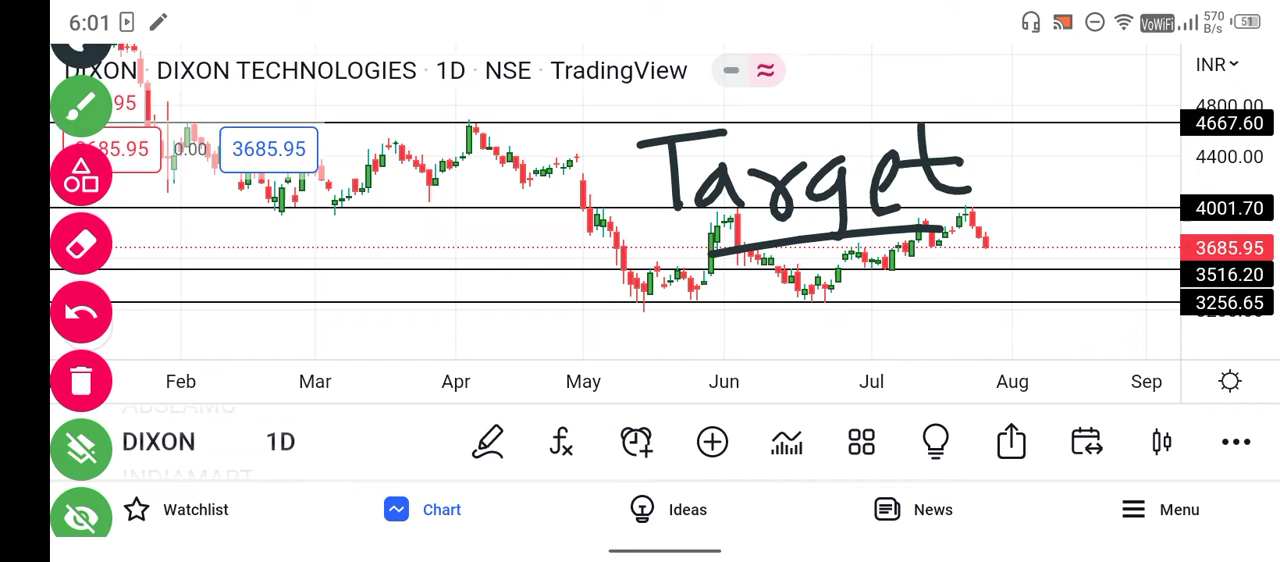 6:01 VoWiFi 570 B/s 51
DIXON · DIXON TECHNOLOGIES · 1D · NSE · TradingView
INR
95
3685.95 0.00 3685.95
Target
4800.00
4667.60
4400.00
4001.70
3685.95
3516.20
3256.65
Feb Mar Apr May Jun Jul Aug Sep
DIXON 1D
INDIAMART
Watchlist Chart Ideas News Menu